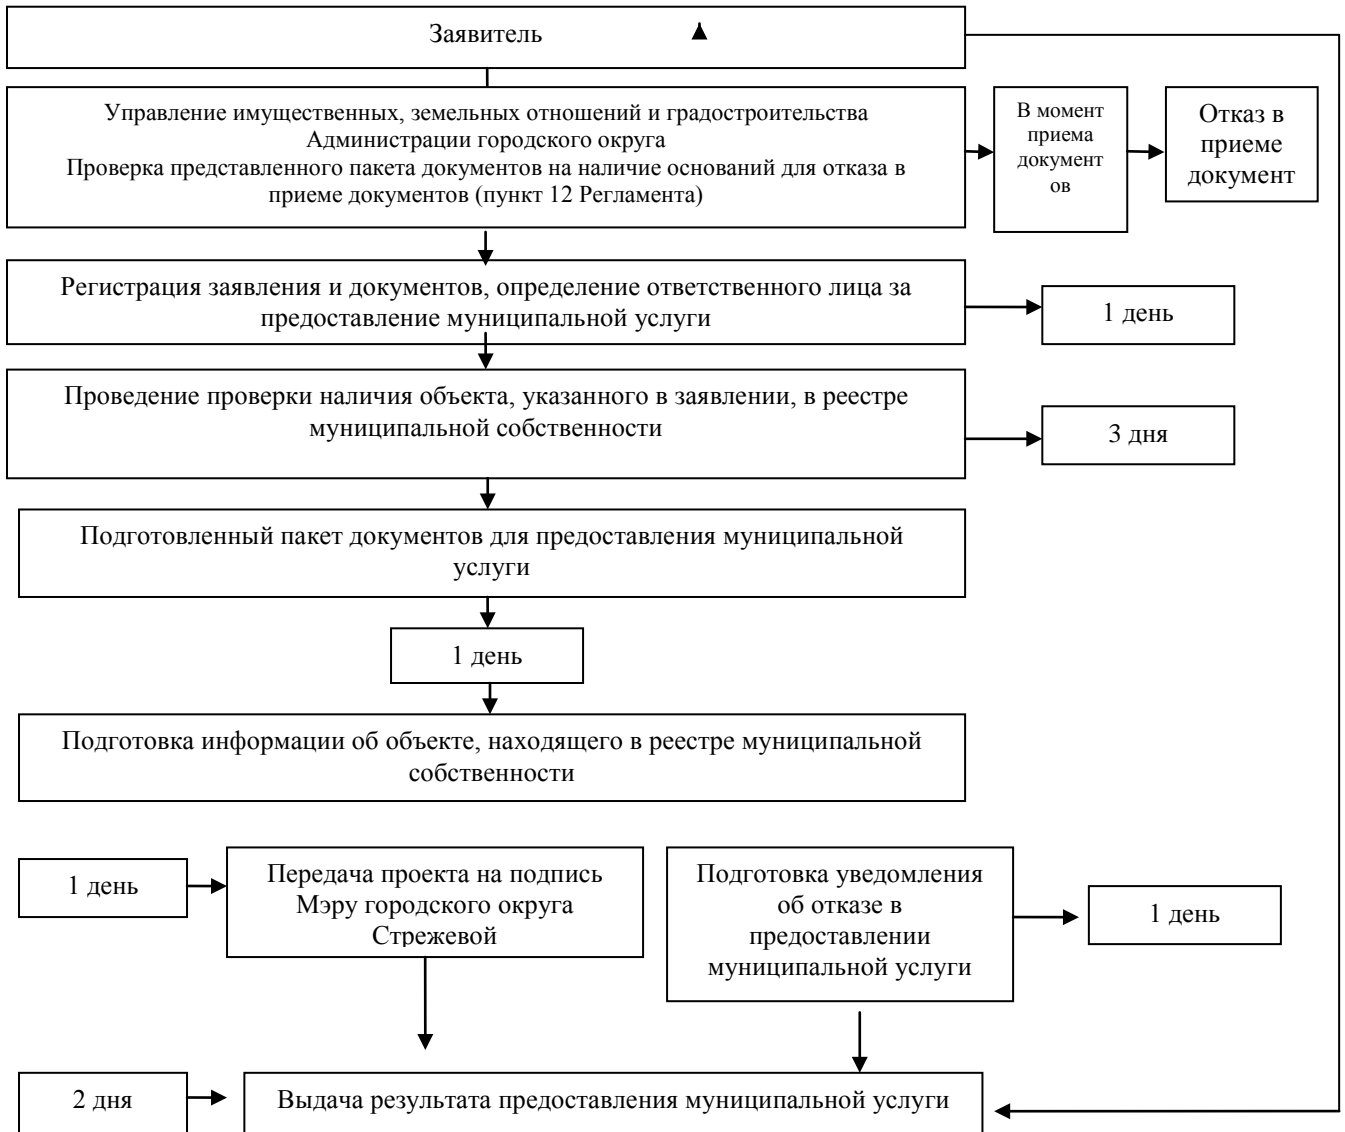 Заявитель
Управление имущественных, земельных отношений и градостроительства
Администрации городского округа
Проверка представленного пакета документов на наличие оснований для отказа в
приеме документов (пункт 12 Регламента)
В момент
приема
документ
ов
Отказ в
приеме
документ
Регистрация заявления и документов, определение ответственного лица за
предоставление муниципальной услуги
1 день
Проведение проверки наличия объекта, указанного в заявлении, в реестре
муниципальной собственности
3 дня
Подготовленный пакет документов для предоставления муниципальной
услуги
1 день
Подготовка информации об объекте, находящего в реестре муниципальной
собственности
1 день
Передача проекта на подпись
Мэру городского округа
Стрежевой
Подготовка уведомления
об отказе в
предоставлении
муниципальной услуги
1 день
2 дня
Выдача результата предоставления муниципальной услуги